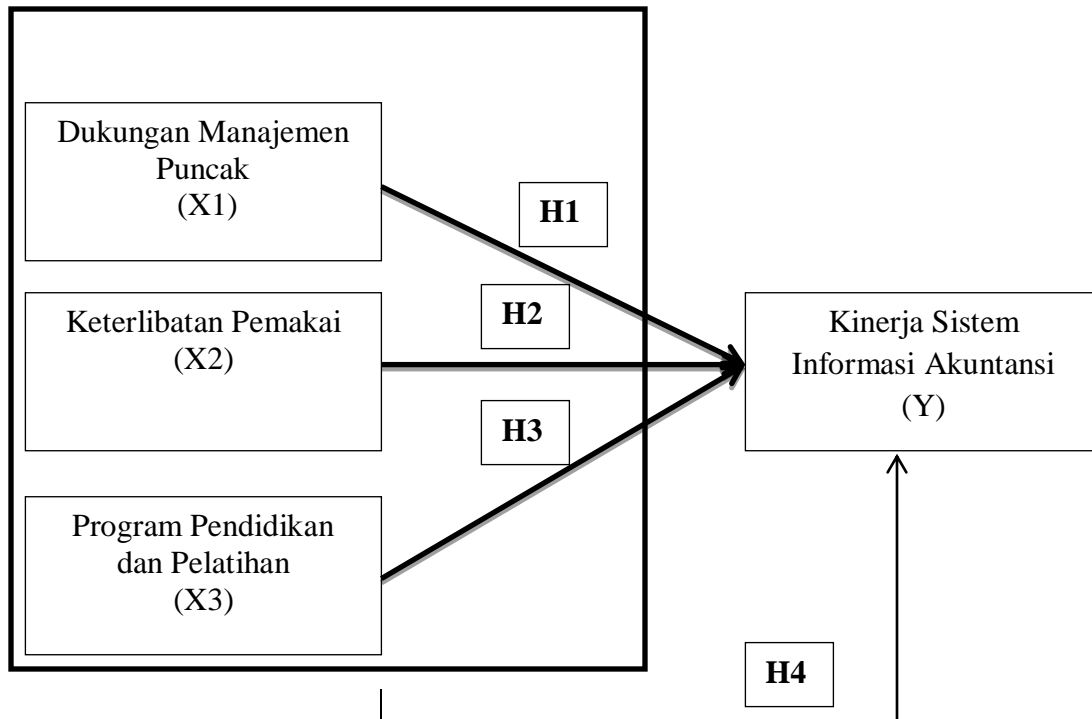 Dukungan Manajemen
Puncak
(X1)
H1
Keterlibatan Pemakai
(X2)
H2
Kinerja Sistem
Informasi Akuntansi
(Y)
H3
Program Pendidikan
dan Pelatihan
(X3)
H4